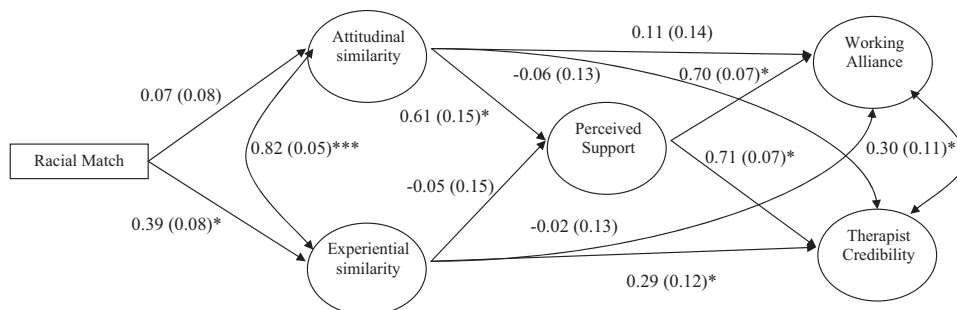 Attitudinal
similarity
Working
Alliance
0.11 (0.14)
-0.06 (0.13)
0.70 (0.07)*
0.07 (0.08)
0.61 (0.15)*
Perceived
Support
0.82 (0.05)***
0.30 (0.11)*
Racial Match
0.71 (0.07)*
-0.05 (0.15)
0.39 (0.08)*
-0.02 (0.13)
Experiential
similarity
Therapist
Credibility
0.29 (0.12)*